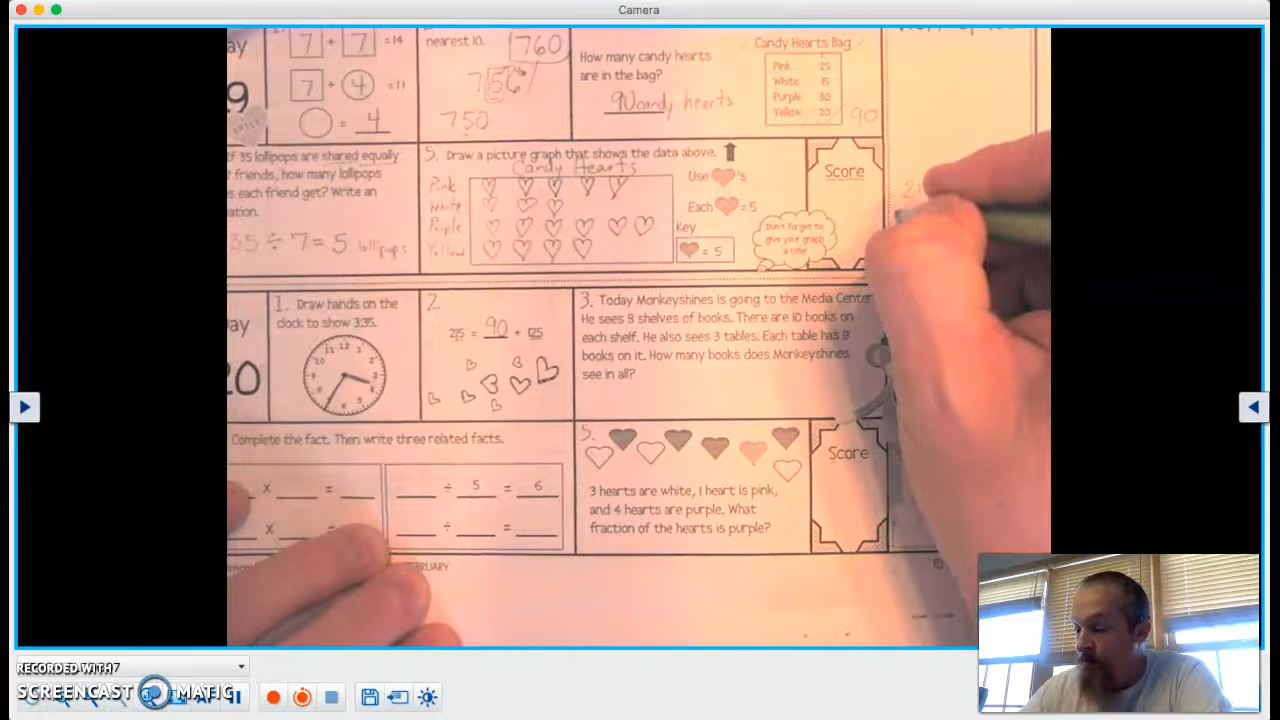 Camera
ay
9
7 + 7 = 14
7 + 4 = 11
= 4
nearest 10.
760
756
750
How many candy hearts
are in the bag?
90 candy hearts
Candy Hearts Bag
Pink 25
White 15
Purple 30
Yellow 20
90
If 35 lollipops are shared equally
friends, how many lollipops
each friend get? Write an
35 ÷ 7 = 5 lollipops
5. Draw a picture graph that shows the data above.
Candy Hearts
Pink
White
Purple
Yellow
Use 's
Each = 5
Key
= 5
Don't forget to
give your graph
a title!
Score
ay
20
1. Draw hands on the
clock to show 3:35.
2
215 = 90 + 125
3. Today Monkeyshines is going to the Media Center.
He sees 8 shelves of books. There are 10 books on
each shelf. He also sees 3 tables. Each table has 9
books on it. How many books does Monkeyshines
see in all?
Complete the fact. Then write three related facts.
x ____ = ____
x ____ =
____ ÷ 5 = 6
____ ÷ ____ = ____
5.
3 hearts are white, 1 heart is pink,
and 4 hearts are purple. What
fraction of the hearts is purple?
Score
RECORDED WITH
SCREENCAST MATIC